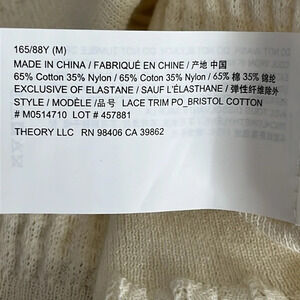 165/88Y (M)
MADE IN CHINA / FABRIQUÉ EN CHINE / 产地 中国
65% Cotton 35% Nylon / 65% Coton 35% Nylon / 65% 棉 35% 锦纶
EXCLUSIVE OF ELASTANE / SAUF L'ÉLASTHANE / 弹性纤维除外
STYLE / MODÈLE /品号 LACE TRIM PO_BRISTOL COTTON
# M0514710 LOT # 457881
THEORY LLC RN 98406 CA 39862